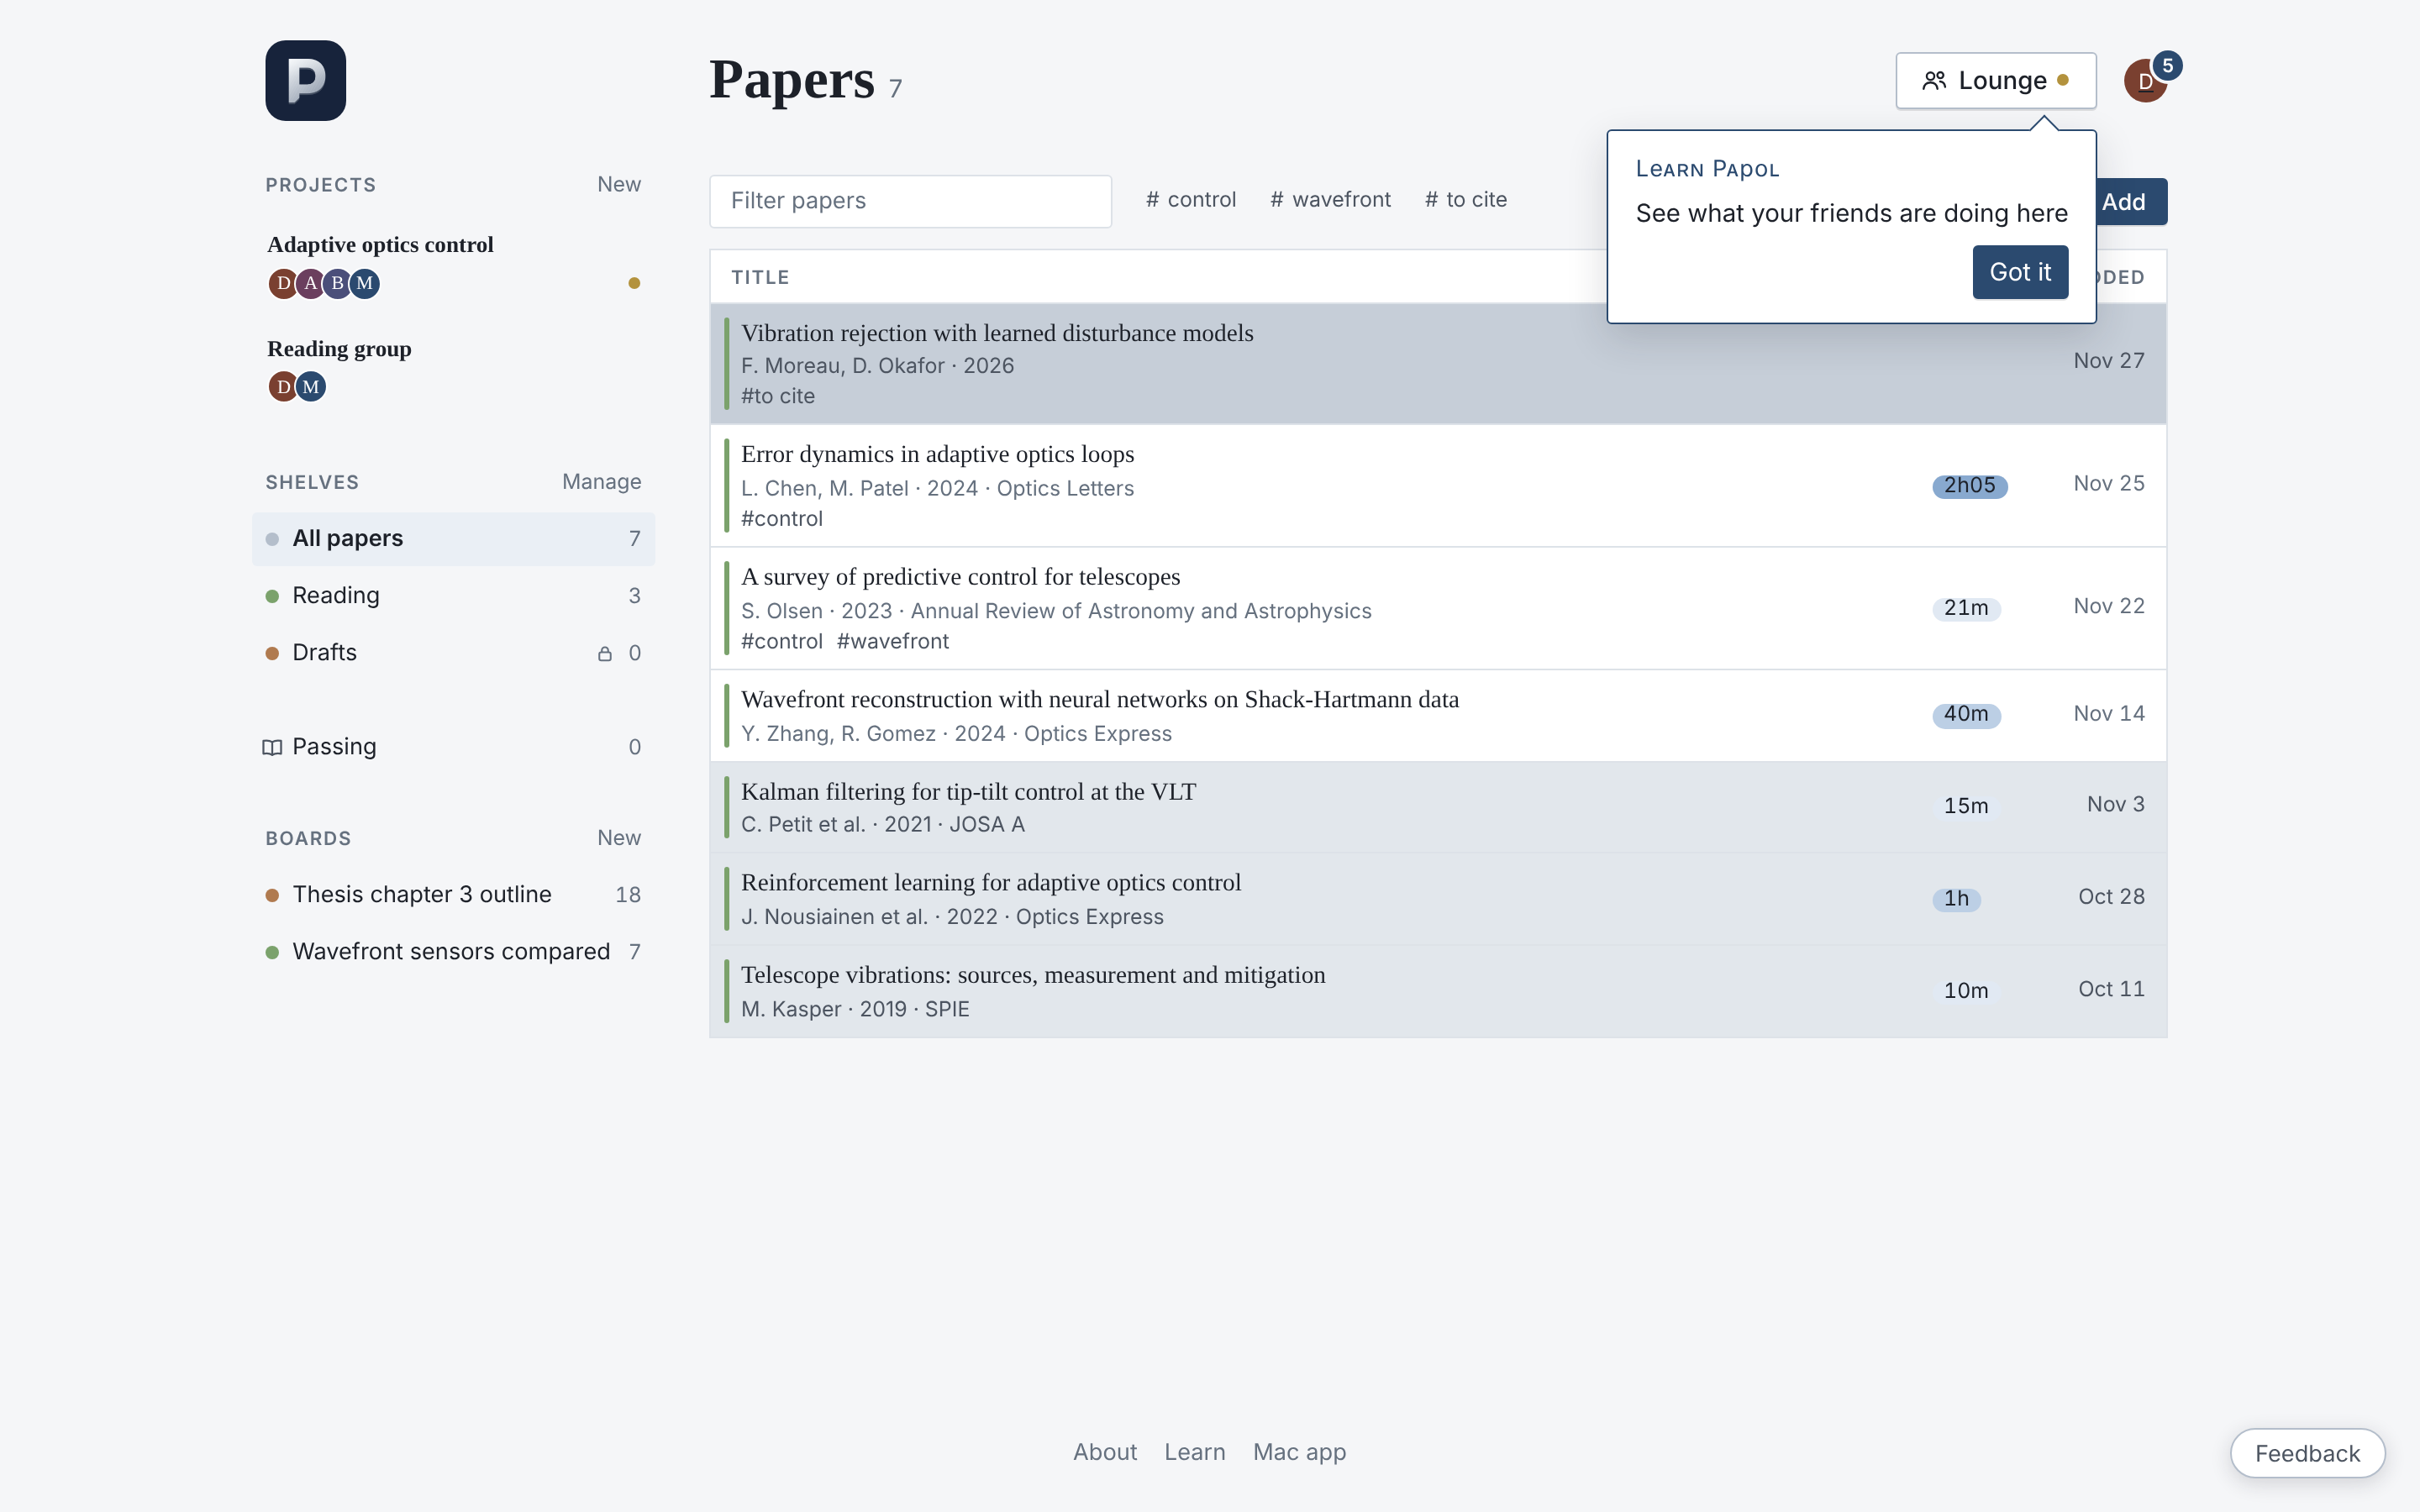 P
Papers 7
Lounge
D 5
PROJECTS New
Adaptive optics control
D A B M
Reading group
D M
SHELVES Manage
All papers 7
Reading 3
Drafts 0
Passing 0
BOARDS New
Thesis chapter 3 outline 18
Wavefront sensors compared 7
Filter papers
# control # wavefront # to cite
Learn Papol
See what your friends are doing here
Got it
Add
TITLE
Vibration rejection with learned disturbance models
F. Moreau, D. Okafor · 2026
#to cite
Nov 27
Error dynamics in adaptive optics loops
L. Chen, M. Patel · 2024 · Optics Letters
#control
2h05 Nov 25
A survey of predictive control for telescopes
S. Olsen · 2023 · Annual Review of Astronomy and Astrophysics
#control #wavefront
21m Nov 22
Wavefront reconstruction with neural networks on Shack-Hartmann data
Y. Zhang, R. Gomez · 2024 · Optics Express
40m Nov 14
Kalman filtering for tip-tilt control at the VLT
C. Petit et al. · 2021 · JOSA A
15m Nov 3
Reinforcement learning for adaptive optics control
J. Nousiainen et al. · 2022 · Optics Express
1h Oct 28
Telescope vibrations: sources, measurement and mitigation
M. Kasper · 2019 · SPIE
10m Oct 11
About Learn Mac app
Feedback